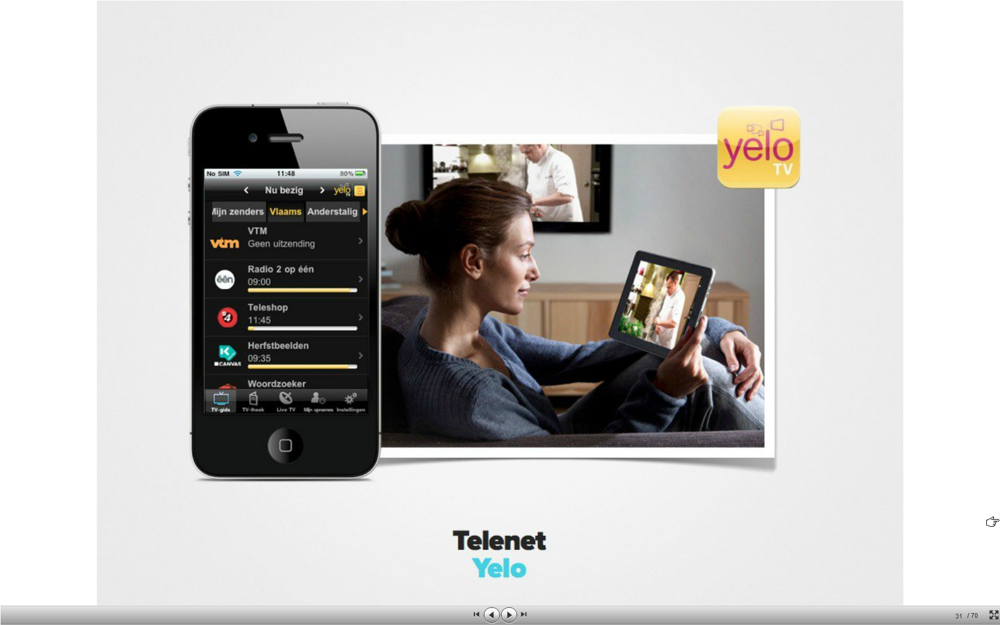 No SIM 11:48 80%
Nu bezig
yelo
TV
Mijn zenders Vlaams Anderstalig
VTM
vtm
Geen uitzending
Radio 2 op één
één
09:00
Teleshop
4
11:45
Herfstbeelden
K
CANVAS
09:35
Woordzoeker
TV-gids TV-theek Live TV Mijn opnames Instellingen
yelo
TV
Telenet
Yelo
31 / 70